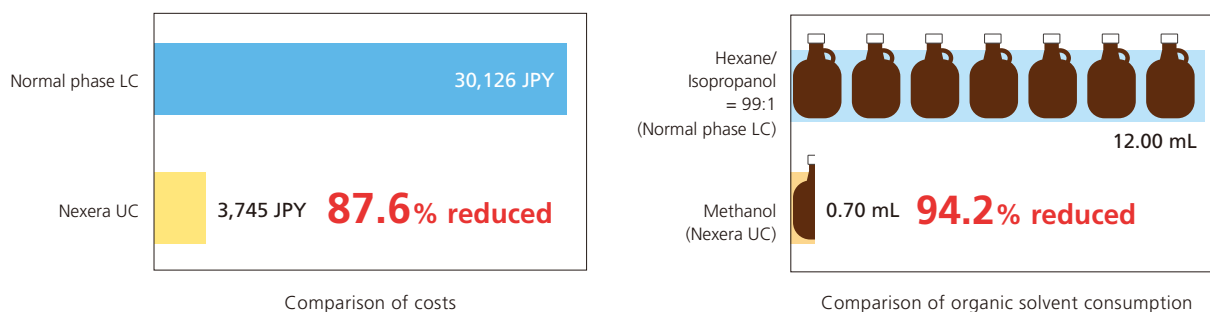 Normal phase LC
30,126 JPY
Nexera UC
3,745 JPY
87.6% reduced
Comparison of costs
Hexane/
Isopropanol
= 99:1
(Normal phase LC)
12.00 mL
Methanol
(Nexera UC)
0.70 mL
94.2% reduced
Comparison of organic solvent consumption